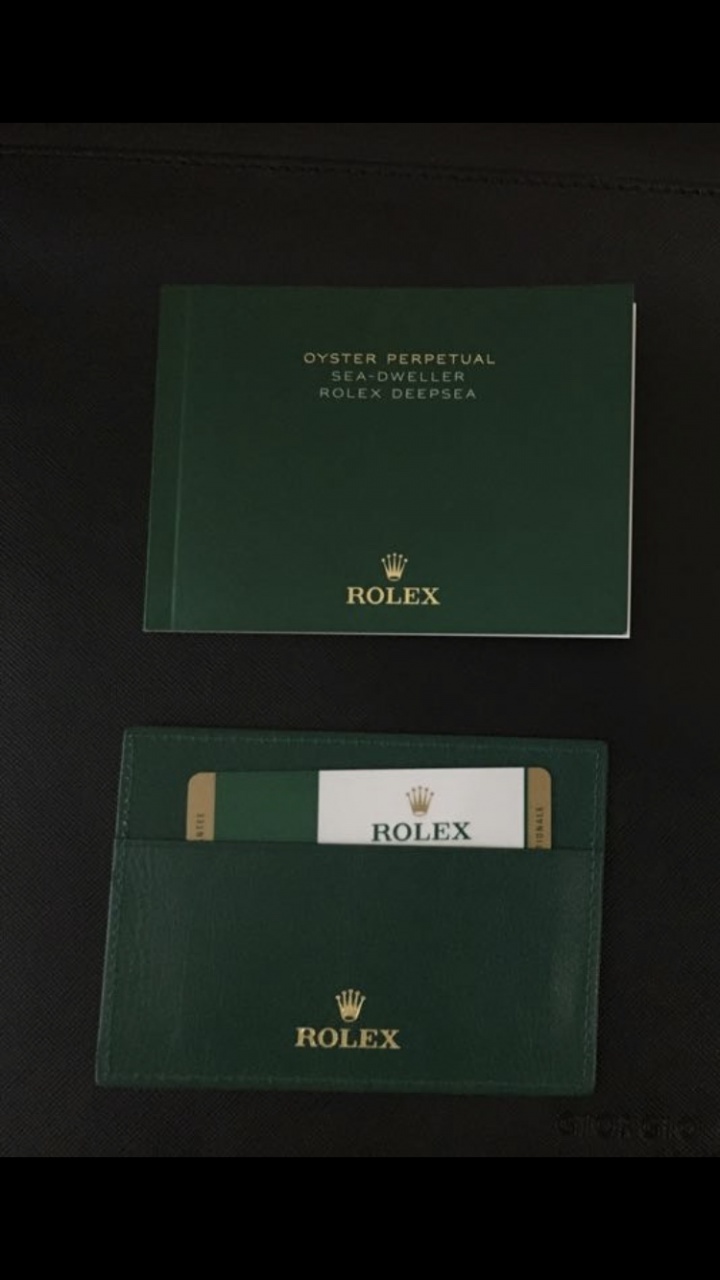 OYSTER PERPETUAL
SEA-DWELLER
ROLEX DEEPSEA
ROLEX
ROLEX
ROLEX